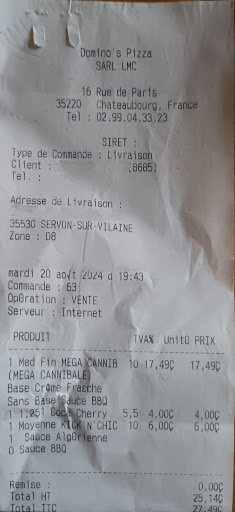 Domino's Pizza
SARL LMC
16 Rue de Paris
35220 Chateaubourg, France
Tel : 02.99.04.33.23
SIRET :
Type de Commande : Livraison
Client : (8685)
Tel. :
Adresse de Livraison :
35530 SERVON-SUR-VILAINE
Zone : D8
mardi 20 août 2024 à 19:43
Commande : 63
Opération : VENTE
Serveur : Internet
PRODUIT TVA% Unité PRIX
1 Med Fin MEGA CANNIB 10 17,49€ 17,49€
(MEGA CANNIBALE)
Base Crème Fraîche
Sans Base Sauce BBQ
1 1,25l Coca Cherry 5,5 4,00€ 4,00€
1 Moyenne KICK'N'CHIC 10 6,00€ 6,00€
1 Sauce Algérienne
0 Sauce BBQ
Remise : 0,00€
Total HT 25,14€
Total TTC 27,49€